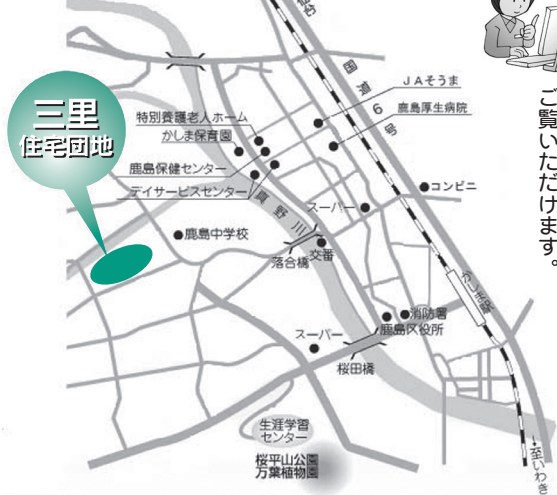 国道6号
JAそうま
鹿島厚生病院
特別養護老人ホーム
かしま保育園
鹿島保健センター
デイサービスセンター
三里
住宅団地
真野川
コンビニ
スーパー
鹿島中学校
落合橋
交番
かしま駅
消防署
鹿島区役所
スーパー
桜田橋
生涯学習
センター
桜平山公園
万葉植物園
至いわき
ご覧いただけます。